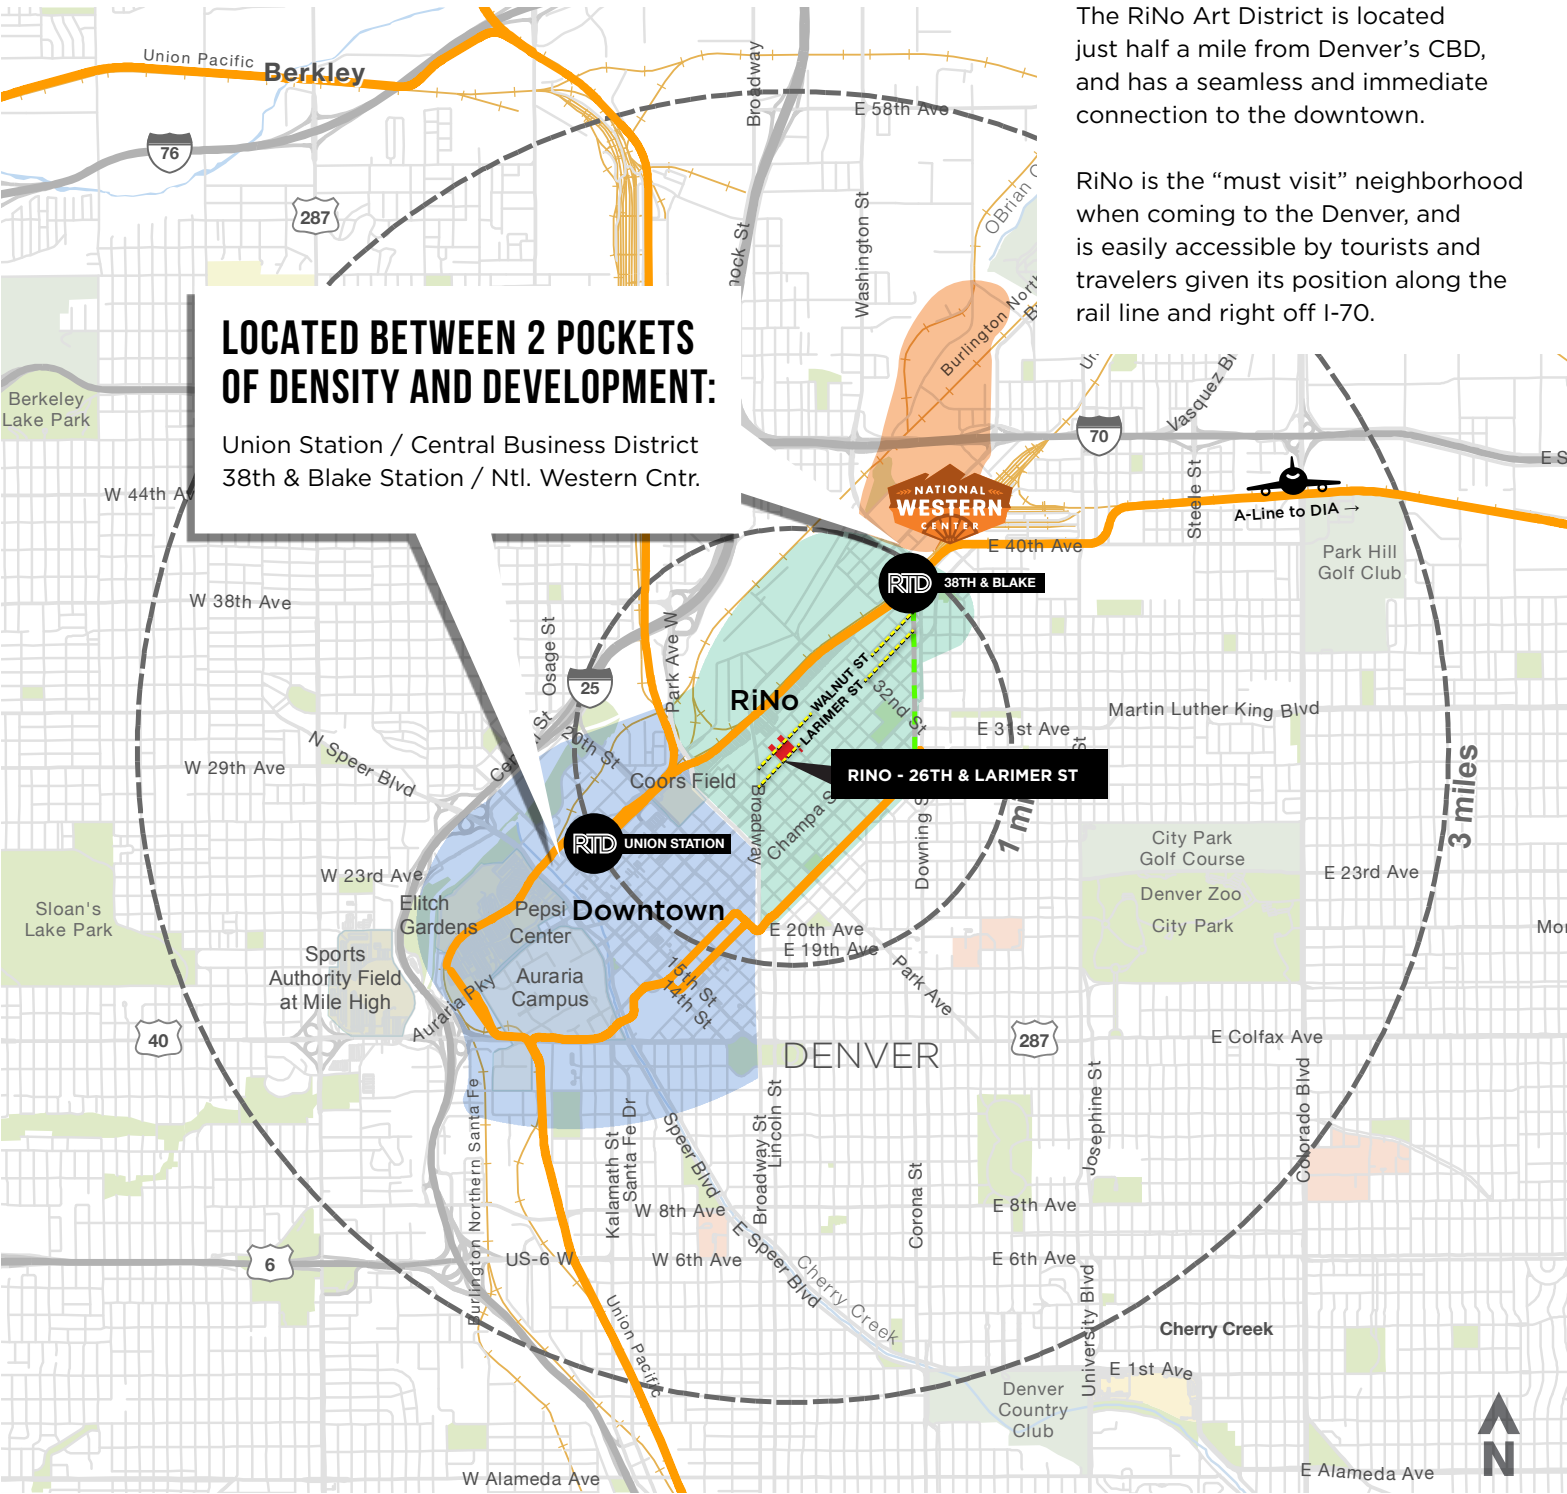 The RiNo Art District is located
just half a mile from Denver’s CBD,
and has a seamless and immediate
connection to the downtown.
RiNo is the “must visit” neighborhood
when coming to the Denver, and
is easily accessible by tourists and
travelers given its position along the
rail line and right off I-70.
Union Pacific
Berkley
Broadway
E 58th Ave
76
287
OBrian
Washington St
Burlington
LOCATED BETWEEN 2 POCKETS
OF DENSITY AND DEVELOPMENT:
Union Station / Central Business District
38th & Blake Station / Ntl. Western Cntr.
Berkeley
Lake Park
Vasquez
70
W 44th
Steele St
A-Line to DIA →
NATIONAL
WESTERN
CENTER
E 40th Ave
Park Hill
Golf Club
RTD
38TH & BLAKE
W 38th Ave
Osage St
Park Ave W
25
RiNo
WALNUT ST
LARIMER ST
32nd St
E 31st Ave
Martin Luther King Blvd
N Speer Blvd
W 29th Ave
20th St
Coors Field
RINO - 26TH & LARIMER ST
3 miles
Broadway
Champa
Downing
RTD
UNION STATION
City Park
Golf Course
Denver Zoo
City Park
E 23rd Ave
W 23rd Ave
Elitch
Gardens
Pepsi
Center
Downtown
Sloan's
Lake Park
E 20th Ave
E 19th Ave
Park Ave
Sports
Authority Field
at Mile High
Auraria
Campus
Auraria Pky
15th St
14th St
40
DENVER
287
E Colfax Ave
Josephine St
Colorado Blvd
Burlington Northern Santa Fe
Kalamath St
Santa Fe Dr
Speer Blvd
Broadway St
Lincoln St
Corona St
W 8th Ave
E 8th Ave
6
US-6 W
W 6th Ave
E Speer Blvd
Cherry Creek
E 6th Ave
University Blvd
Union Pacific
Cherry Creek
E 1st Ave
Denver
Country
Club
W Alameda Ave
E Alameda Ave
N